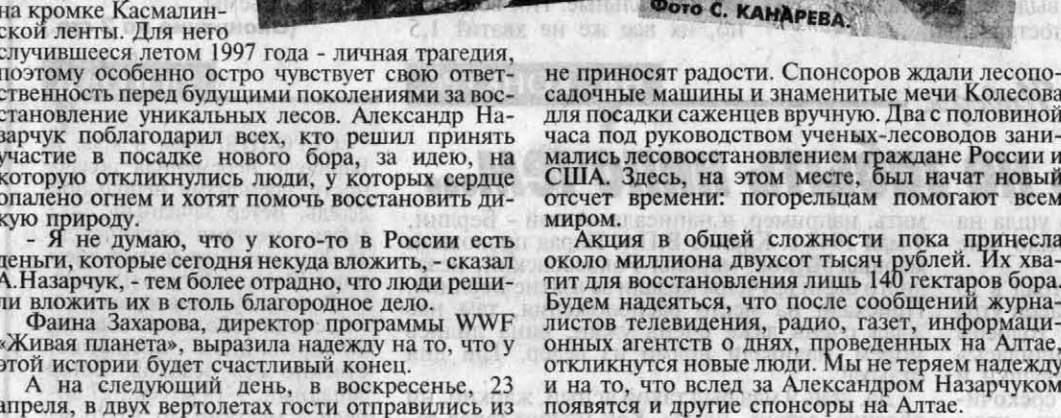 на кромке Касмалин-
ской ленты. Для него
случившееся летом 1997 года - личная трагедия,
поэтому особенно остро чувствует свою ответ-
ственность перед будущими поколениями за вос-
становление уникальных лесов. Александр На-
зарчук поблагодарил всех, кто решил принять
участие в посадке нового бора, за идею, на
которую откликнулись люди, у которых сердце
опалено огнем и хотят помочь восстановить ди-
кую природу.
- Я не думаю, что у кого-то в России есть
деньги, которые сегодня некуда вложить, - сказал
А.Назарчук, - тем более отрадно, что люди реши-
ли вложить их в столь благородное дело.
Фаина Захарова, директор программы WWF
«Живая планета», выразила надежду на то, что у
этой истории будет счастливый конец.
А на следующий день, в воскресенье, 23
апреля, в двух вертолетах гости отправились из
Фото С. КАНАРЕВА.
не приносят радости. Спонсоров ждали лесопо-
садочные машины и знаменитые мечи Колесова
для посадки саженцев вручную. Два с половиной
часа под руководством ученых-лесоводов зани-
мались лесовосстановлением граждане России и
США. Здесь, на этом месте, был начат новый
отсчет времени: погорельцам помогают всем
миром.
Акция в общей сложности пока принесла
около миллиона двухсот тысяч рублей. Их хва-
тит для восстановления лишь 140 гектаров бора.
Будем надеяться, что после сообщений журна-
листов телевидения, радио, газет, информаци-
онных агентств о днях, проведенных на Алтае,
откликнутся новые люди. Мы не теряем надежду
и на то, что вслед за Александром Назарчуком
появятся и другие спонсоры на Алтае.